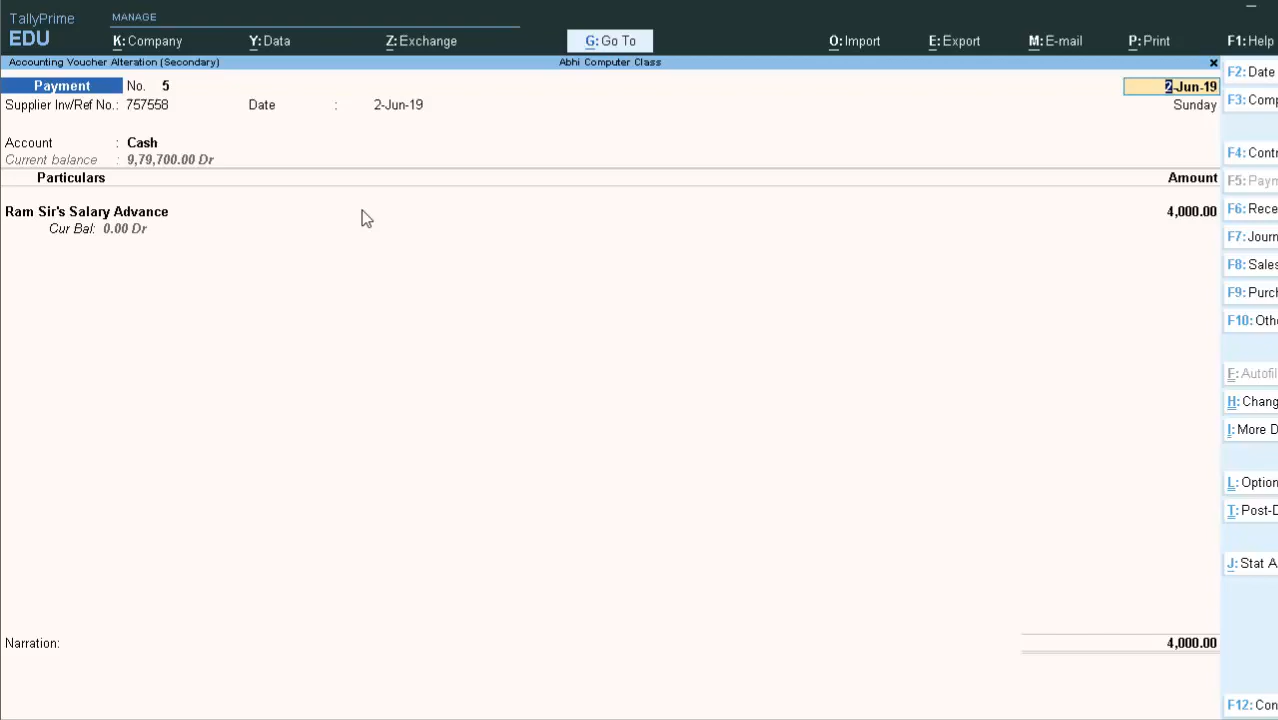 TallyPrime MANAGE
EDU K: Company Y: Data Z: Exchange G: Go To O: Import E: Export M: E-mail P: Print F1: Help
Accounting Voucher Alteration (Secondary) Abhi Computer Class x
Payment No. 5 2-Jun-19
Supplier Inv/Ref No.: 757558 Date : 2-Jun-19 Sunday
Account : Cash
Current balance : 9,79,700.00 Dr
Particulars Amount
Ram Sir's Salary Advance 4,000.00
Cur Bal: 0.00 Dr
Narration: 4,000.00
F2: Date
F3: Comp
F4: Contr
F5: Paym
F6: Rece
F7: Journ
F8: Sales
F9: Purch
F10: Othe
F: Autofil
H: Chang
I: More D
L: Option
T: Post-D
J: Stat A
F12: Con